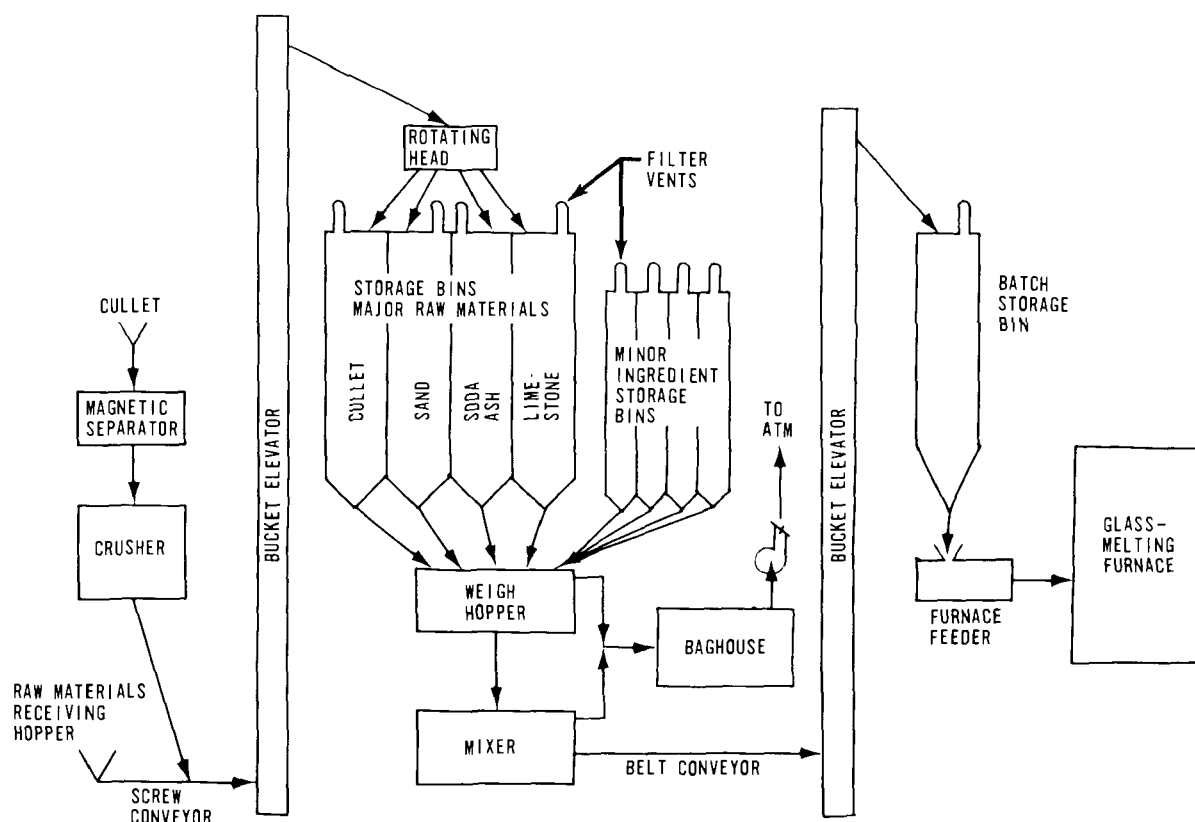 ROTATING
HEAD
FILTER
VENTS
STORAGE BINS
MAJOR RAW MATERIALS
CULLET
SAND
SODA
ASH
LIME-
STONE
MINOR
INGREDIENT
STORAGE
BINS
BATCH
STORAGE
BIN
CULLET
MAGNETIC
SEPARATOR
CRUSHER
RAW MATERIALS
RECEIVING
HOPPER
SCREW
CONVEYOR
BUCKET ELEVATOR
WEIGH
HOPPER
MIXER
BAGHOUSE
TO
ATM
BELT CONVEYOR
BUCKET ELEVATOR
FURNACE
FEEDER
GLASS-
MELTING
FURNACE